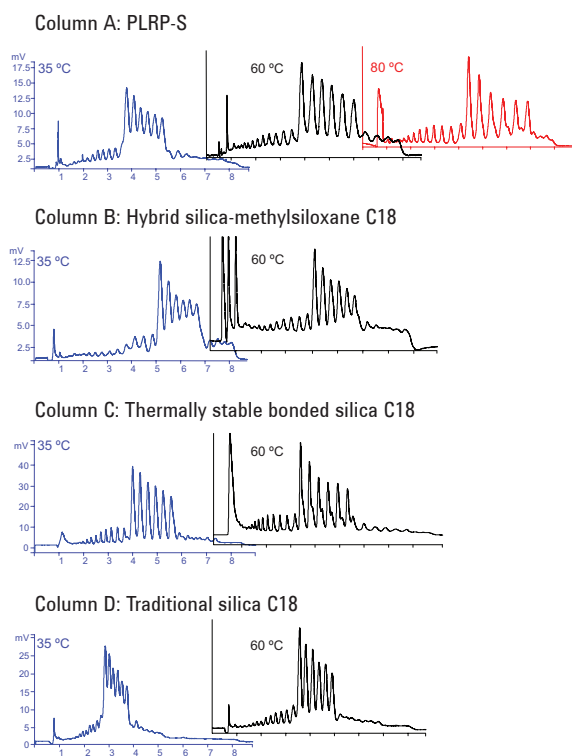 Column A: PLRP-S
mV
35 ºC
60 ºC
80 ºC
17.5
15.0
12.5
10.0
7.5
5.0
2.5
1 2 3 4 5 6 7 8
Column B: Hybrid silica-methylsiloxane C18
mV
35 ºC
60 ºC
12.5
10.0
7.5
5.0
2.5
0 1 2 3 4 5 6 7 8
Column C: Thermally stable bonded silica C18
mV
35 ºC
60 ºC
40
30
20
10
0
1 2 3 4 5 6 7 8
Column D: Traditional silica C18
mV
35 ºC
60 ºC
25
20
15
10
5
0
1 2 3 4 5 6 7 8